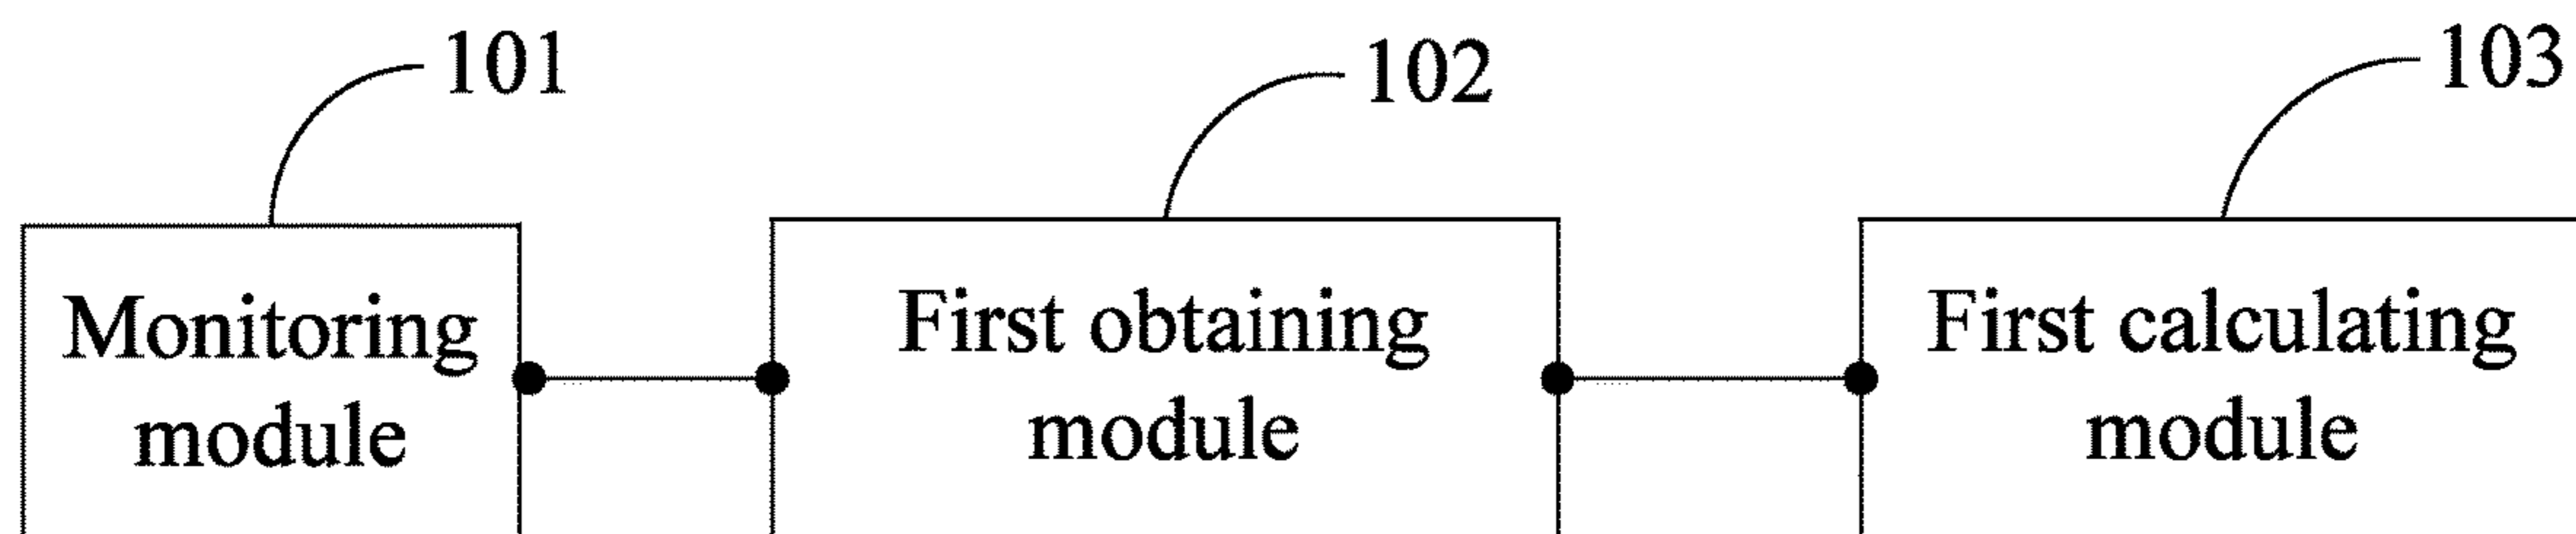 101
102
103
Monitoring
module
First obtaining
module
First calculating
module